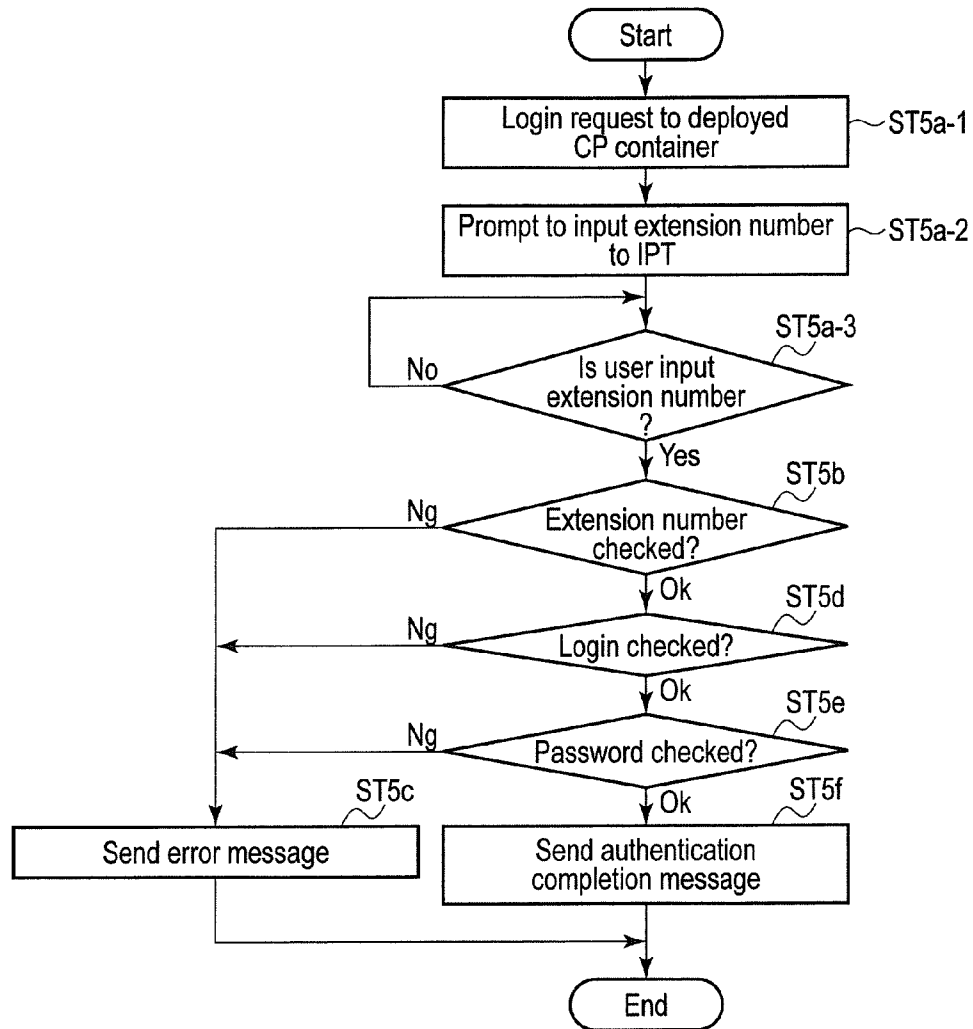 Start
Login request to deployed
CP container
ST5a-1
Prompt to input extension number
to IPT
ST5a-2
ST5a-3
Is user input
extension number
?
No
Yes
ST5b
Ng
Extension number
checked?
Ok
ST5d
Ng
Login checked?
Ok
ST5e
Ng
Password checked?
Ok
ST5c
Send error message
ST5f
Send authentication
completion message
End